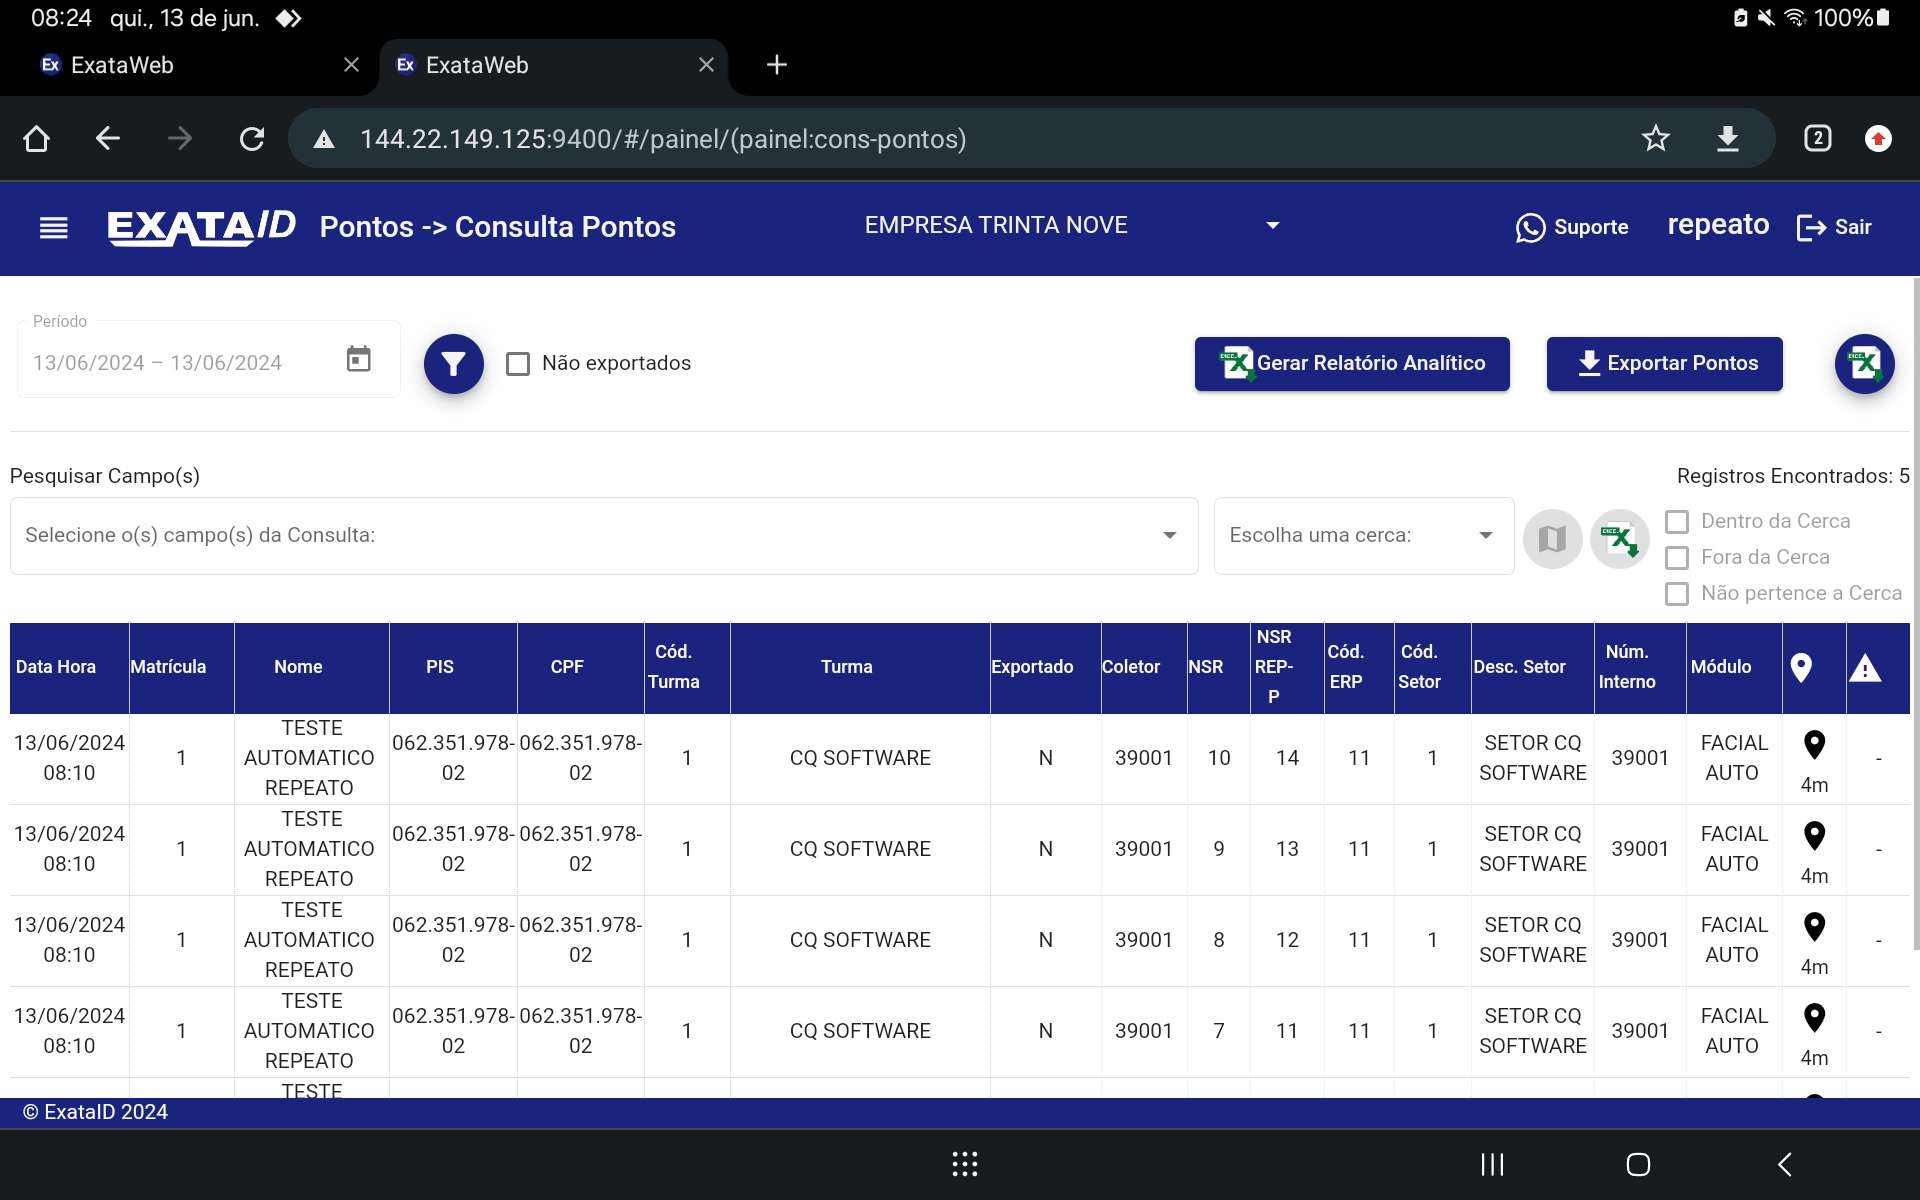 08:24 qui., 13 de jun. 100%
Ex ExataWeb Ex ExataWeb
144.22.149.125:9400/#/painel/(painel:cons-pontos) 2
EXATAID Pontos -> Consulta Pontos EMPRESA TRINTA NOVE Suporte repeato Sair
Período
13/06/2024 – 13/06/2024 Não exportados Gerar Relatório Analítico Exportar Pontos
Pesquisar Campo(s) Registros Encontrados: 5
Selecione o(s) campo(s) da Consulta: Escolha uma cerca:
Dentro da Cerca
Fora da Cerca
Não pertence a Cerca
Data Hora Matrícula Nome PIS CPF Cód. Turma Turma Exportado Coletor NSR NSR REP-P Cód. ERP Cód. Setor Desc. Setor Núm. Interno Módulo
13/06/2024 08:10 1 TESTE AUTOMATICO REPEATO 062.351.978-02 062.351.978-02 1 CQ SOFTWARE N 39001 10 14 11 1 SETOR CQ SOFTWARE 39001 FACIAL AUTO 4m -
13/06/2024 08:10 1 TESTE AUTOMATICO REPEATO 062.351.978-02 062.351.978-02 1 CQ SOFTWARE N 39001 9 13 11 1 SETOR CQ SOFTWARE 39001 FACIAL AUTO 4m -
13/06/2024 08:10 1 TESTE AUTOMATICO REPEATO 062.351.978-02 062.351.978-02 1 CQ SOFTWARE N 39001 8 12 11 1 SETOR CQ SOFTWARE 39001 FACIAL AUTO 4m -
13/06/2024 08:10 1 TESTE AUTOMATICO REPEATO 062.351.978-02 062.351.978-02 1 CQ SOFTWARE N 39001 7 11 11 1 SETOR CQ SOFTWARE 39001 FACIAL AUTO 4m -
TESTE
© ExataID 2024